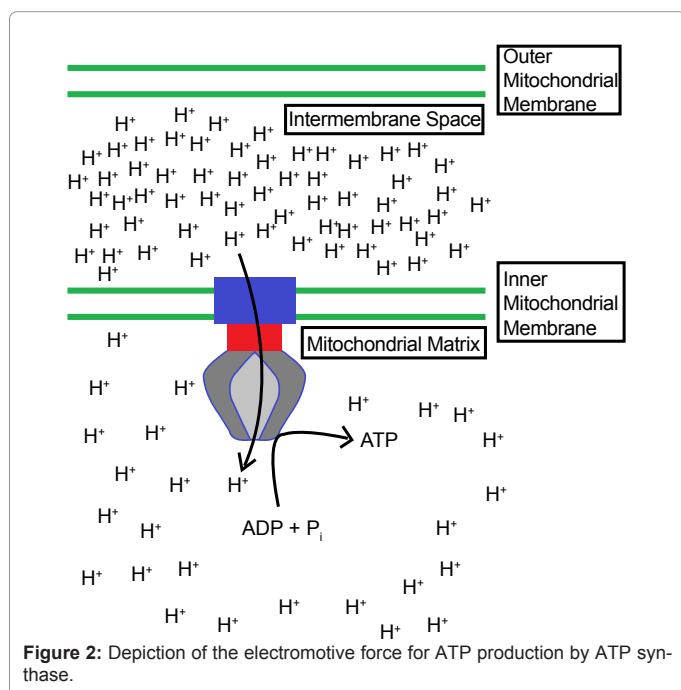 Outer
Mitochondrial
Membrane
Intermembrane Space
H⁺ H⁺ H⁺ H⁺
H⁺ H⁺ H⁺ H⁺ H⁺ H⁺ H⁺ H⁺ H⁺
H⁺ H⁺ H⁺ H⁺
H⁺ H⁺ H⁺ H⁺ H⁺ H⁺ H⁺ H⁺ H⁺
H⁺ H⁺ H⁺ H⁺ H⁺ H⁺ H⁺ H⁺ H⁺ H⁺ H⁺
H⁺ H⁺ H⁺ H⁺ H⁺ H⁺ H⁺ H⁺ H⁺ H⁺ H⁺ H⁺
H⁺ H⁺ H⁺ H⁺ H⁺ H⁺ H⁺ H⁺ H⁺
H⁺
Inner
Mitochondrial
Membrane
Mitochondrial Matrix
H⁺
H⁺ H⁺ H⁺ H⁺ H⁺
H⁺ H⁺ ATP H⁺
H⁺ H⁺ H⁺ H⁺
H⁺ H⁺ ADP + Pᵢ H⁺
H⁺ H⁺ H⁺ H⁺ H⁺
H⁺ H⁺ H⁺ H⁺ H⁺ H⁺
Figure 2: Depiction of the electromotive force for ATP production by ATP syn-
thase.